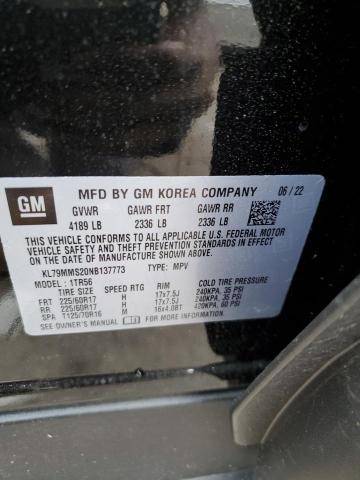 GM
MFD BY GM KOREA COMPANY 06/22
GVWR GAWR FRT GAWR RR
4189 LB 2336 LB 2336 LB
THIS VEHICLE CONFORMS TO ALL APPLICABLE U.S. FEDERAL MOTOR
VEHICLE SAFETY AND THEFT PREVENTION STANDARDS IN EFFECT
ON THE DATE OF MANUFACTURE SHOWN ABOVE.
KL79MMS20NB137773 TYPE: MPV
MODEL: 1TR56
TIRE SIZE SPEED RTG RIM COLD TIRE PRESSURE
FRT 225/60R17 H 17x7.5J 240KPA, 35 PSI
RR 225/60R17 H 17x7.5J 240KPA, 35 PSI
SPA T125/70R16 M 16x4.0BT 420KPA, 60 PSI
SEE OWNER'S MANUAL FOR ADDITIONAL INFORMATION.